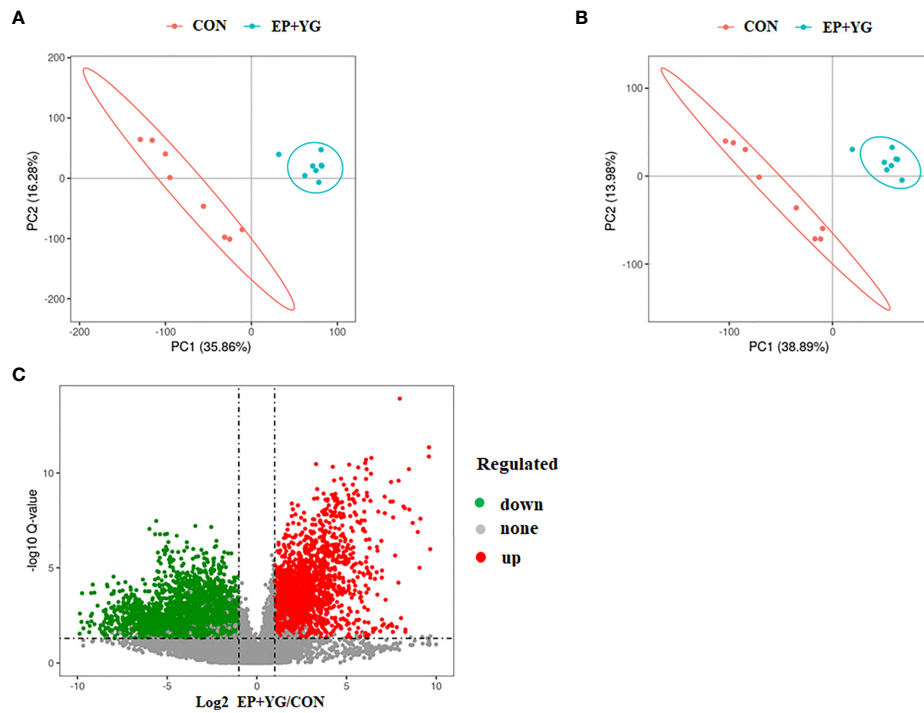 A
CON EP+YG
200
100
0
-100
-200
PC2 (16.28%)
-200 -100 0 100
PC1 (35.86%)
B
CON EP+YG
100
0
-100
PC2 (13.98%)
-100 0
PC1 (38.89%)
C
10
5
0
-log10 Q-value
-10 -5 0 5 10
Log2 EP+YG/CON
Regulated
down
none
up